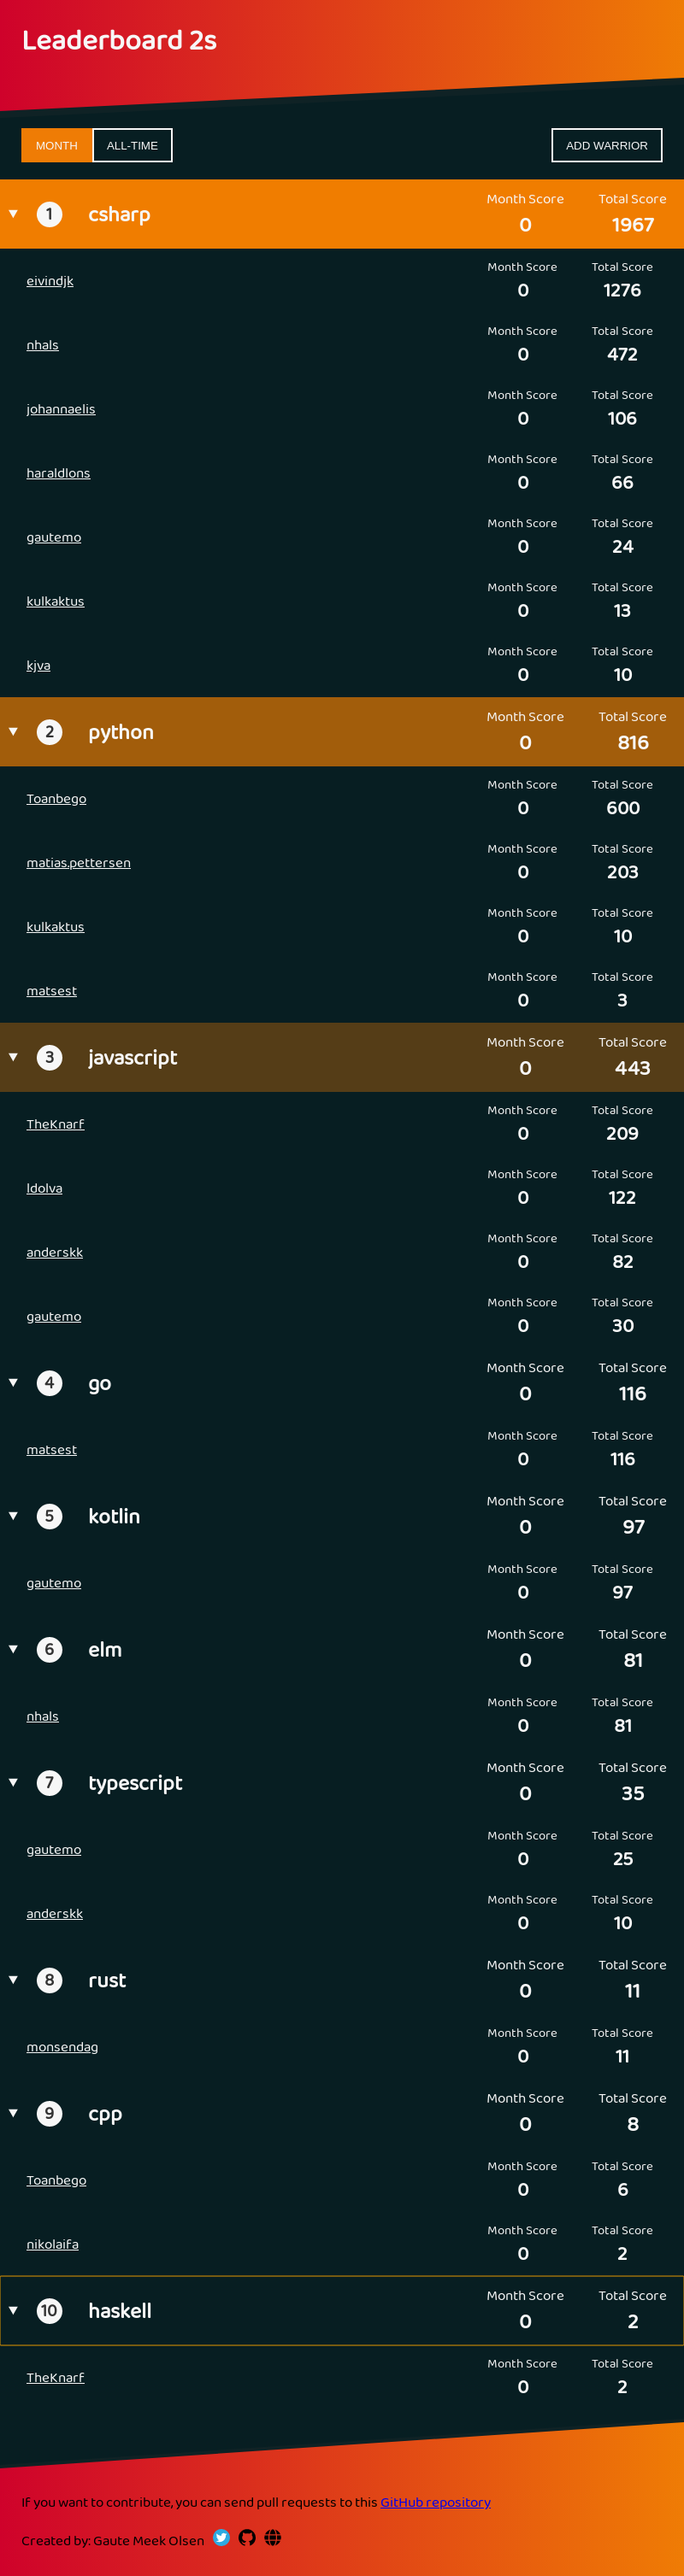 Leaderboard 2s
MONTH ALL-TIME ADD WARRIOR
Month Score Total Score
1 csharp 0 1967
Month Score Total Score
eivindjk 0 1276
Month Score Total Score
nhals 0 472
Month Score Total Score
johannaelis 0 106
Month Score Total Score
haraldlons 0 66
Month Score Total Score
gautemo 0 24
Month Score Total Score
kulkaktus 0 13
Month Score Total Score
kjva 0 10
Month Score Total Score
2 python 0 816
Month Score Total Score
Toanbego 0 600
Month Score Total Score
matias.pettersen 0 203
Month Score Total Score
kulkaktus 0 10
Month Score Total Score
matsest 0 3
Month Score Total Score
3 javascript 0 443
Month Score Total Score
TheKnarf 0 209
Month Score Total Score
ldolva 0 122
Month Score Total Score
anderskk 0 82
Month Score Total Score
gautemo 0 30
Month Score Total Score
4 go 0 116
Month Score Total Score
matsest 0 116
Month Score Total Score
5 kotlin 0 97
Month Score Total Score
gautemo 0 97
Month Score Total Score
6 elm 0 81
Month Score Total Score
nhals 0 81
Month Score Total Score
7 typescript 0 35
Month Score Total Score
gautemo 0 25
Month Score Total Score
anderskk 0 10
Month Score Total Score
8 rust 0 11
Month Score Total Score
monsendag 0 11
Month Score Total Score
9 cpp 0 8
Month Score Total Score
Toanbego 0 6
Month Score Total Score
nikolaifa 0 2
Month Score Total Score
10 haskell 0 2
Month Score Total Score
TheKnarf 0 2
If you want to contribute, you can send pull requests to this GitHub repository
Created by: Gaute Meek Olsen